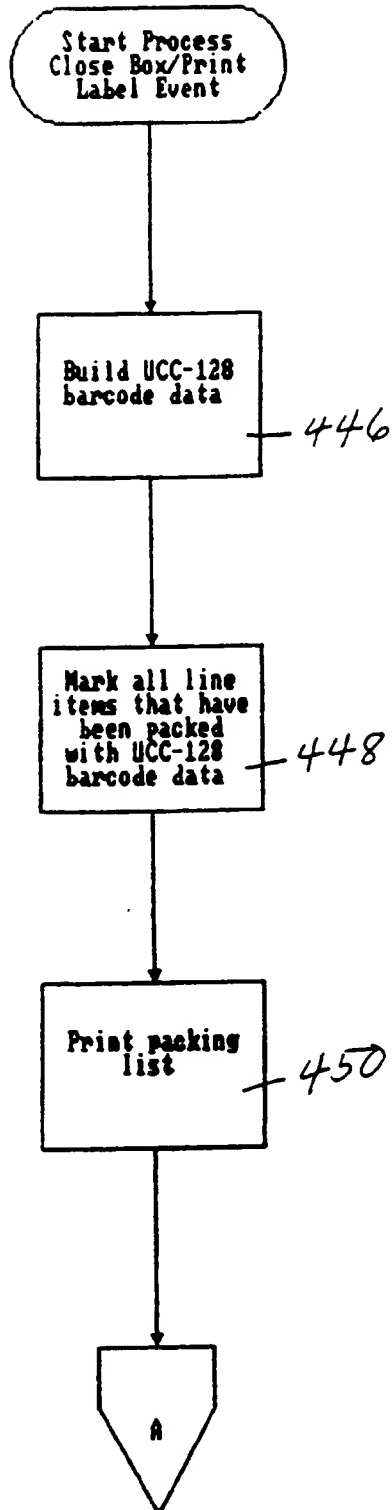 Start Process
Close Box/Print
Label Event
Build UCC-128
barcode data
446
Mark all line
items that have
been packed
with UCC-128
barcode data
448
Print packing
list
450
A